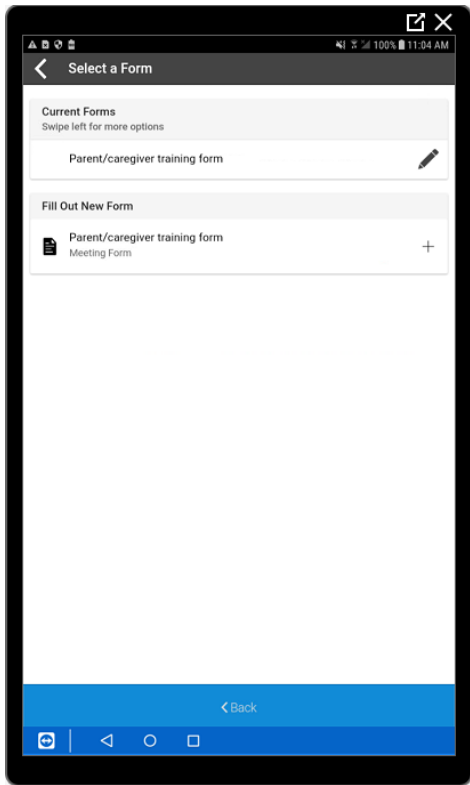 100% 11:04 AM
Select a Form
Current Forms
Swipe left for more options
Parent/caregiver training form
Fill Out New Form
Parent/caregiver training form
Meeting Form
Back